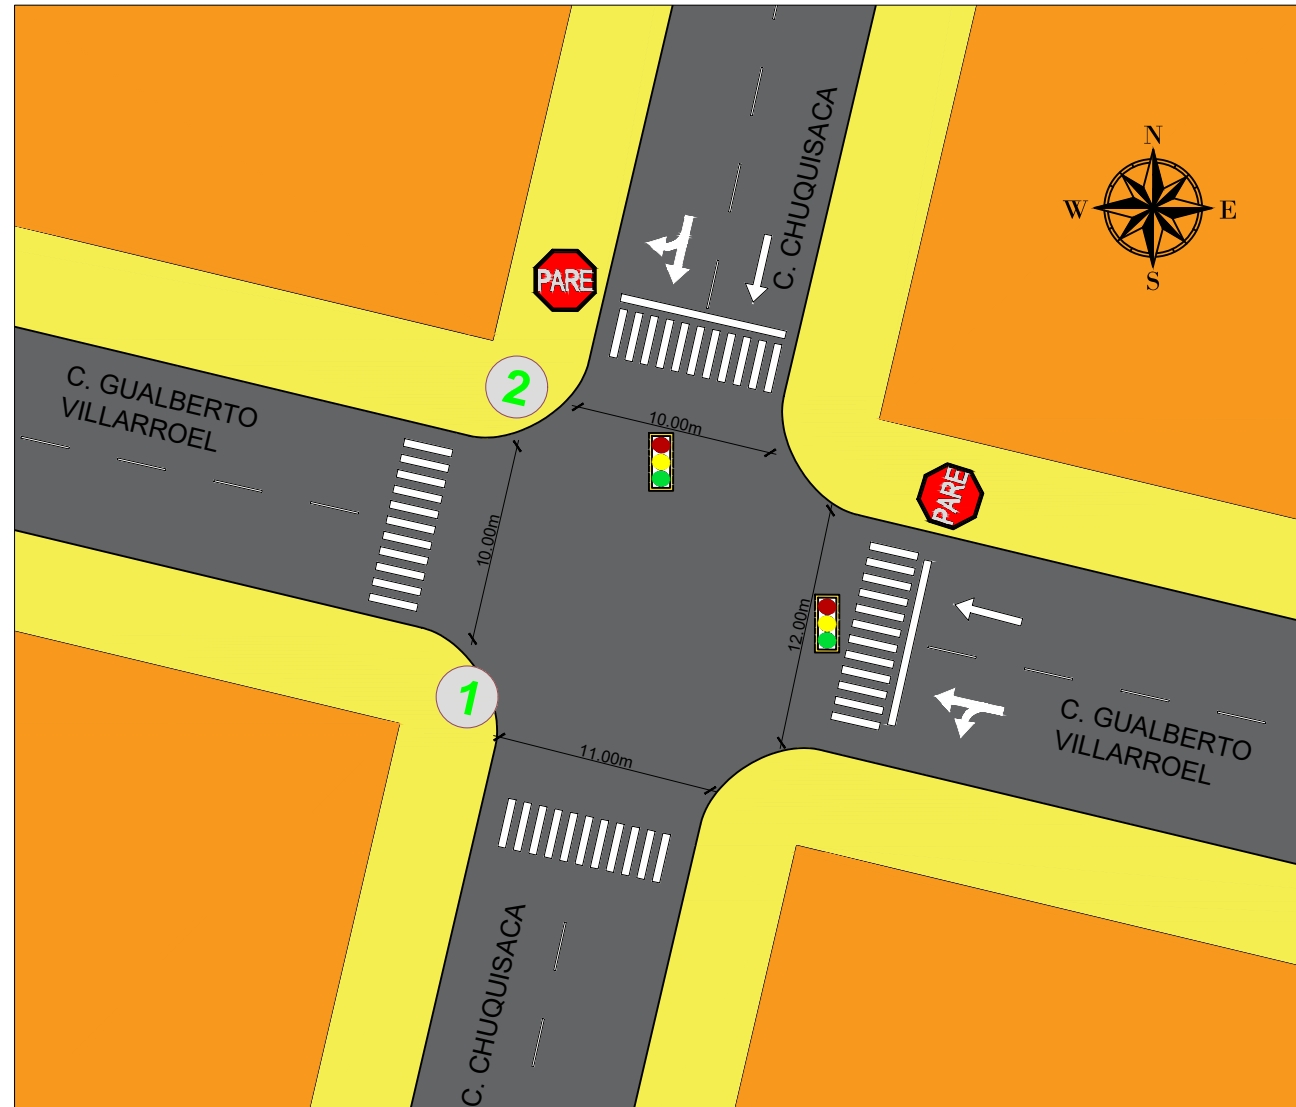 C. CHUQUISACA
N
W E
S
PARE
2
C. GUALBERTO
VILLARROEL
10.00m
PARE
10.00m
12.00m
1
C. GUALBERTO
VILLARROEL
11.00m
C. CHUQUISACA